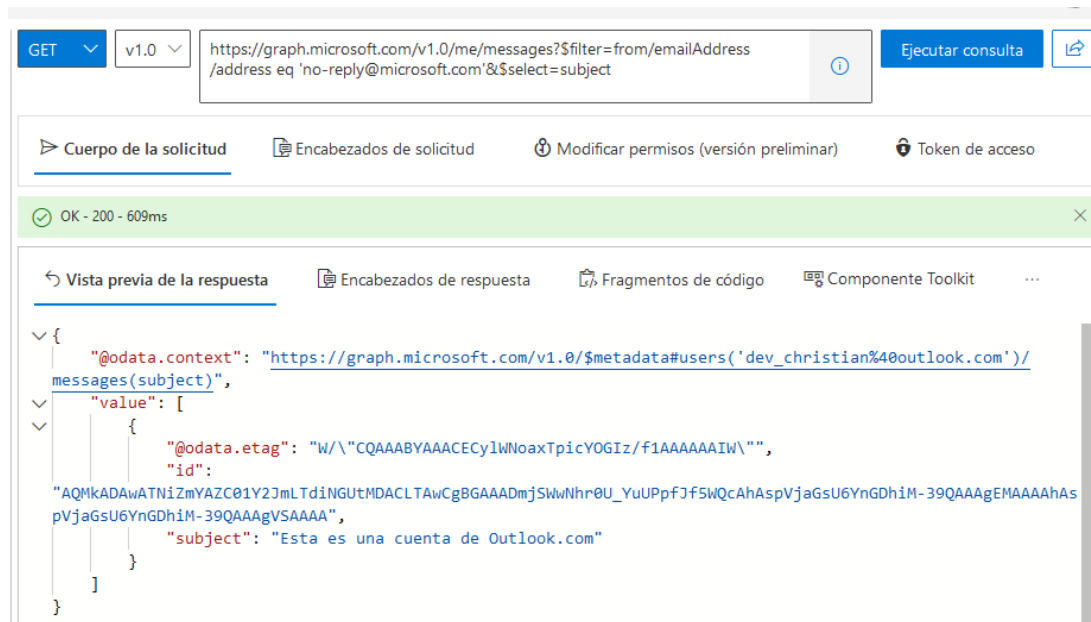 GET v1.0 https://graph.microsoft.com/v1.0/me/messages?$filter=from/emailAddress
/address eq 'no-reply@microsoft.com'&$select=subject
Ejecutar consulta
Cuerpo de la solicitud Encabezados de solicitud Modificar permisos (versión preliminar) Token de acceso
OK - 200 - 609ms
Vista previa de la respuesta Encabezados de respuesta Fragmentos de código Componente Toolkit ...
{
"@odata.context": "https://graph.microsoft.com/v1.0/$metadata#users('dev_christian%40outlook.com')/
messages(subject)",
"value": [
{
"@odata.etag": "W/\"CQAAABYAAACECylWNoaxTpicYOGIz/f1AAAAAAIW\"",
"id":
"AQMkADAwATNiZmYAZC01Y2JmLTdiNGUtMDACLTAwCgBGAAADmjSWwNhr0U_YuUPpfJf5WQcAhAspVjaGsU6YnGDhiM-39QAAAgEMAAAAhAs
pVjaGsU6YnGDhiM-39QAAAgVSAAAA",
"subject": "Esta es una cuenta de Outlook.com"
}
]
}